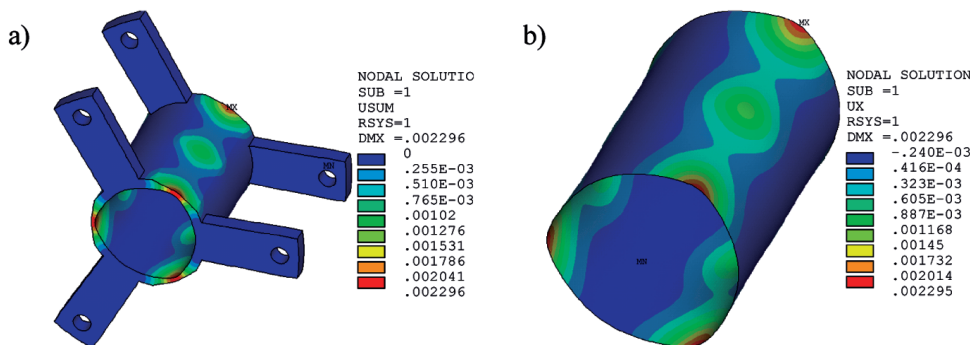 a)
MX
MN
NODAL SOLUTIO
SUB =1
USUM
RSYS=1
DMX =.002296
0
.255E-03
.510E-03
.765E-03
.00102
.001276
.001531
.001786
.002041
.002296
b)
MX
MN
NODAL SOLUTION
SUB =1
UX
RSYS=1
DMX =.002296
-.240E-03
.416E-04
.323E-03
.605E-03
.887E-03
.001168
.00145
.001732
.002014
.002295